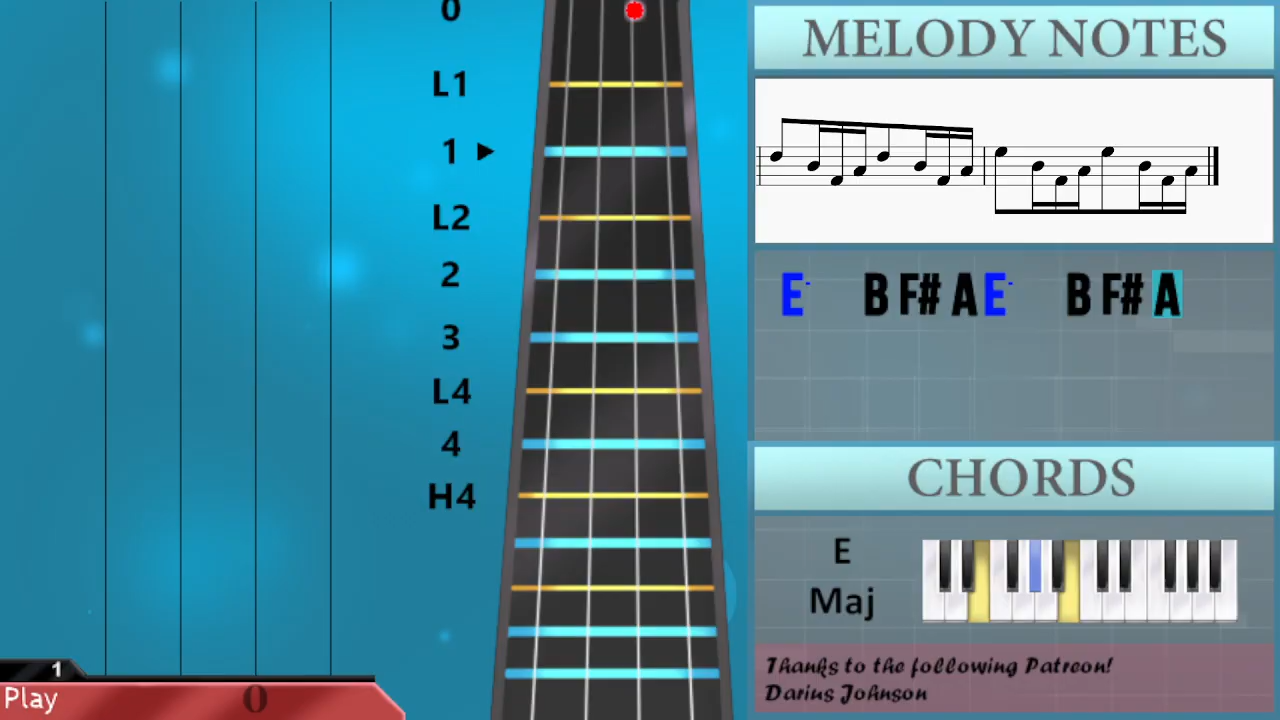 0
L1
1
L2
2
3
L4
4
H4
1
Play
0
MELODY NOTES
E- B F# A E- B F# A
CHORDS
E
Maj
Thanks to the following Patreon!
Darius Johnson